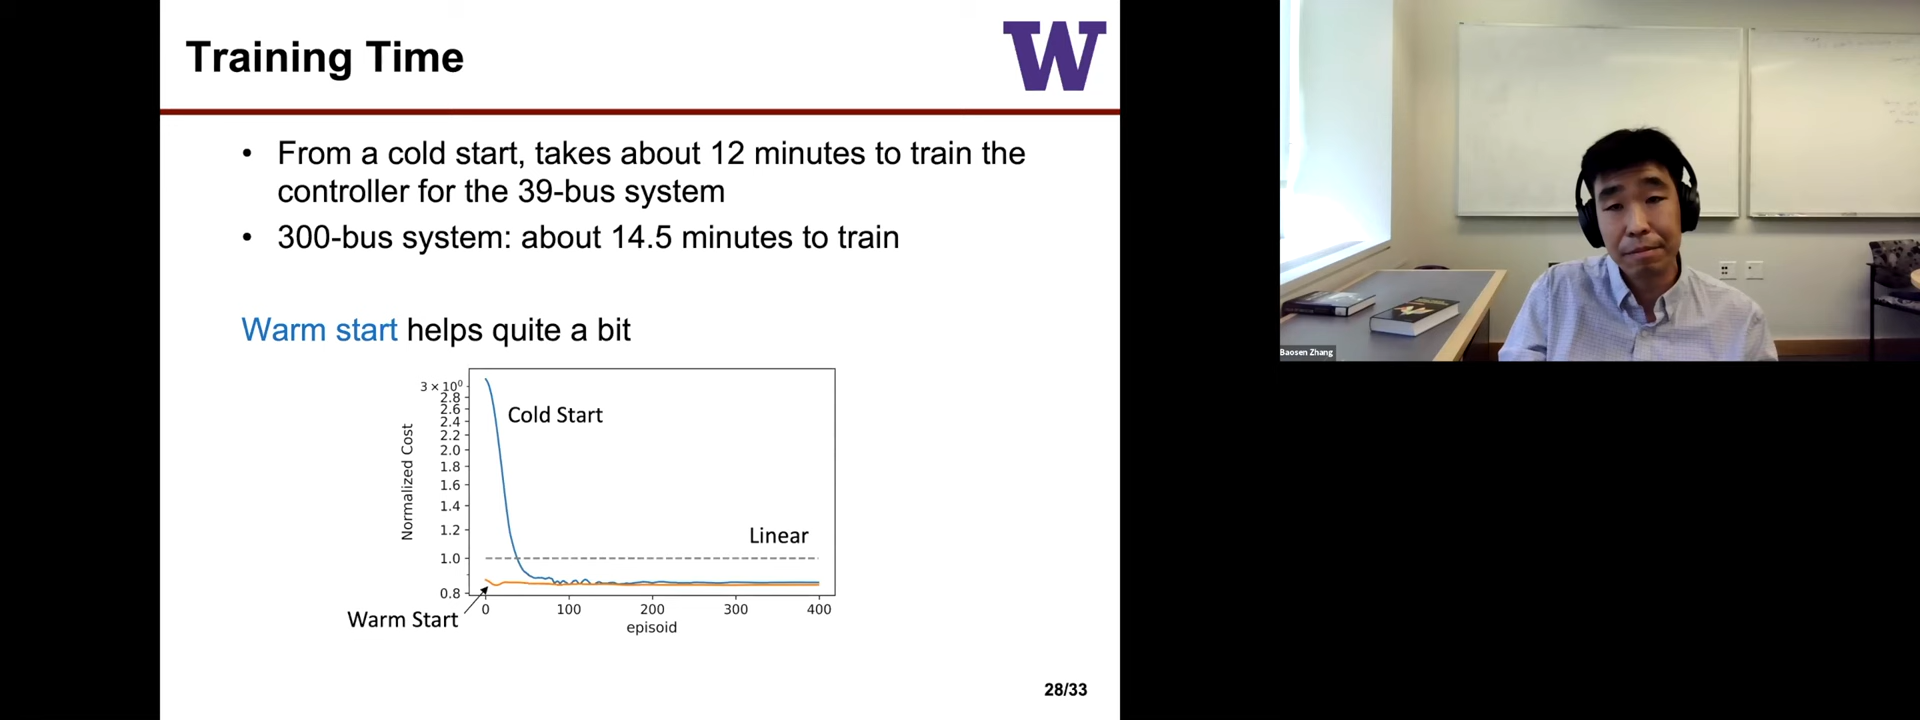 Training Time
W
• From a cold start, takes about 12 minutes to train the
controller for the 39-bus system
• 300-bus system: about 14.5 minutes to train
Warm start helps quite a bit
3 × 10⁰
2.8
2.6
2.4
2.2
2.0
1.8
1.6
1.4
1.2
1.0
0.8
Normalized Cost
Cold Start
Linear
Warm Start
0 100 200 300 400
episoid
28/33
Baosen Zhang